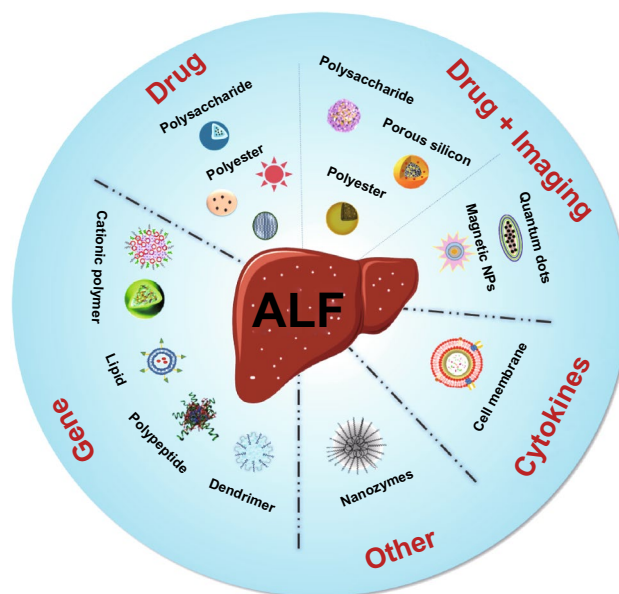 Drug
Polysaccharide
Polyester
Polysaccharide
Porous silicon
Polyester
Drug + Imaging
Quantum dots
Magnetic NPs
Cationic polymer
ALF
Lipid
Polypeptide
Dendrimer
Gene
Nanozymes
Other
Cell membrane
Cytokines